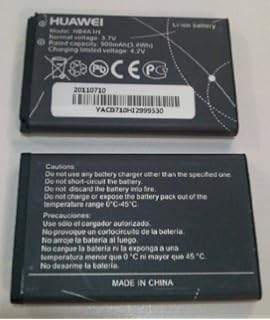 HUAWEI
Li-ion battery
Model: HB4A1H
Normal voltage: 3.7V
Rated capacity: 900mAh(3.4Wh)
Charging limited voltage: 4.2V
20110710
YACD710H12999530
Cautions:
Do not use any battery charger other than the specified one.
Do not short-circuit the battery.
Do not discard the battery into fire.
Do not charge or expose the battery pack out of
temperature range 0°C-45°C.
Precauciones:
Use sólo el cargador autorizado.
No provoque un cortocircuito de la batería.
No arroje la batería al fuego.
No cargue la batería ni la exponga a una
temperatura menor que 0 °C ni mayor que 45 °C.
No desarme la batería.
MADE IN CHINA